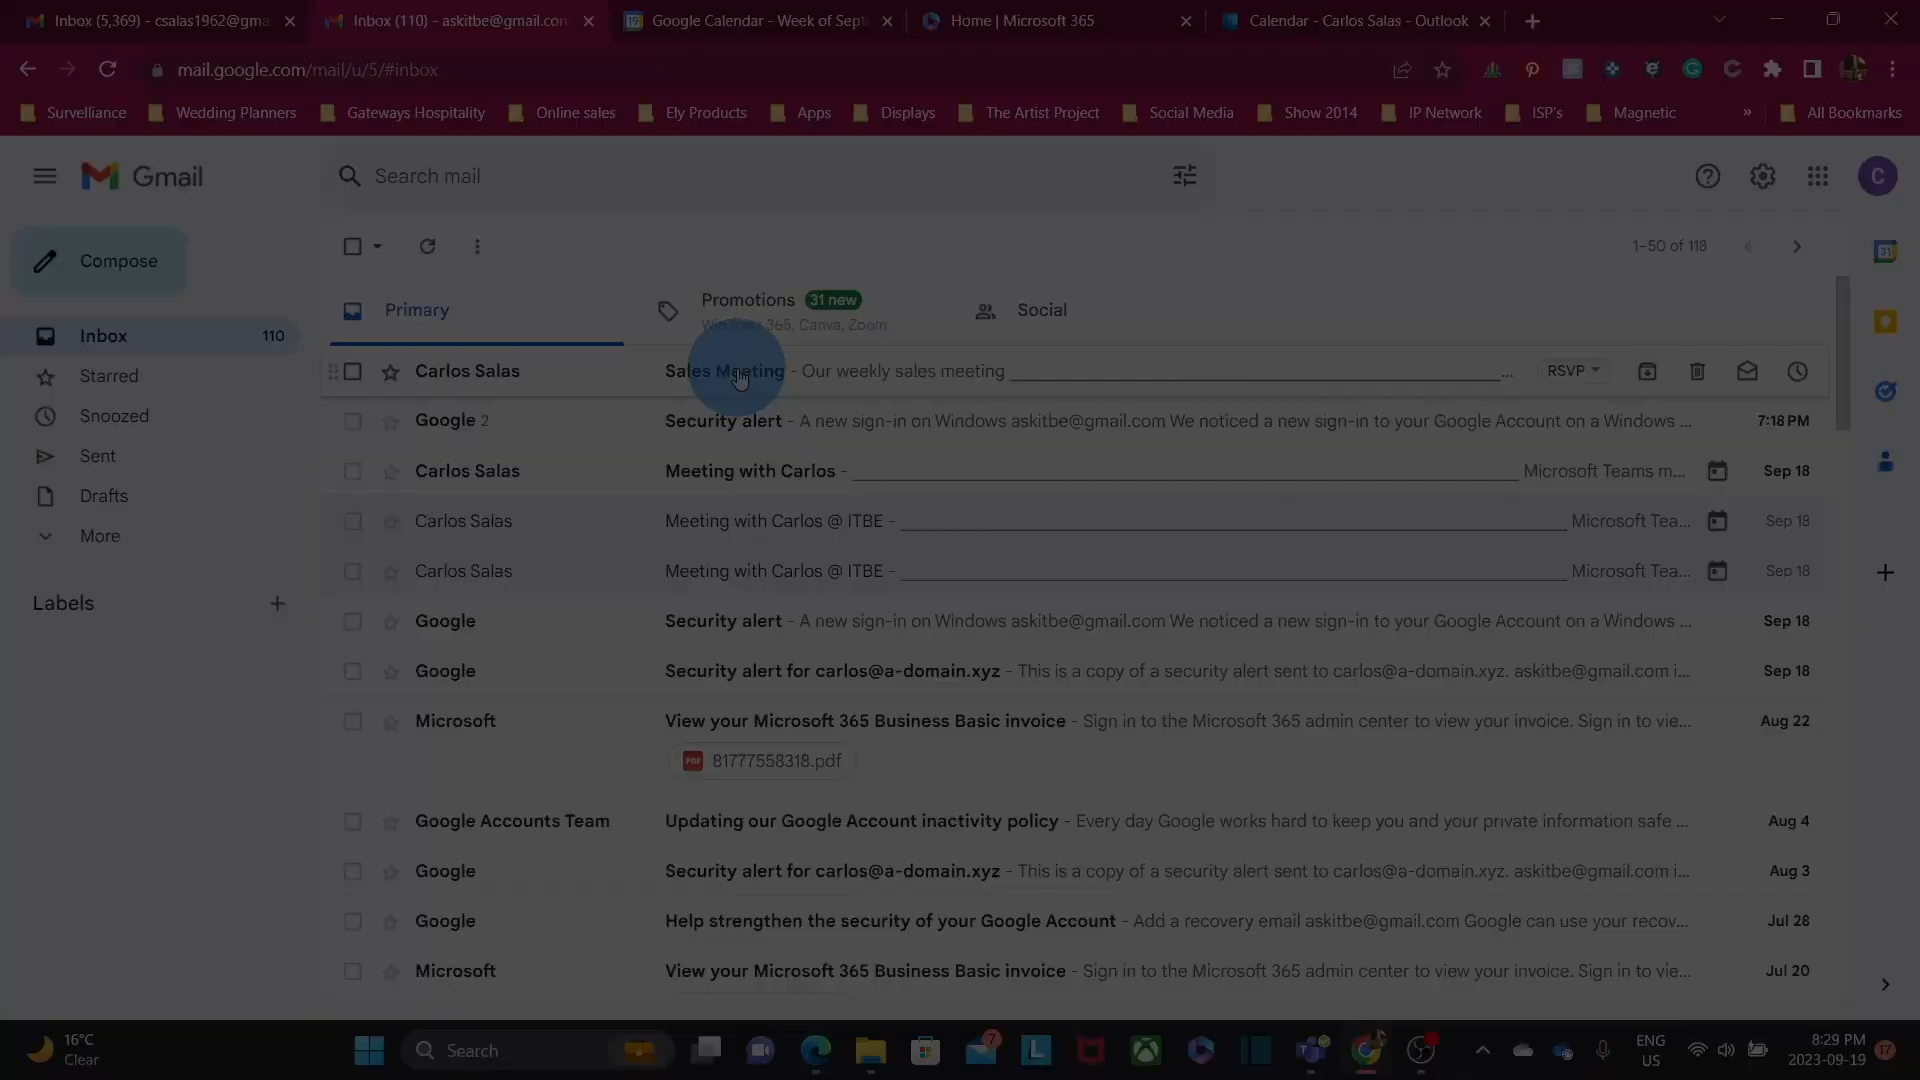 Inbox (5,369) - csalas1962@gma
Inbox (110) - askitbe@gmail.con
Google Calendar - Week of Sept
Home | Microsoft 365
Calendar - Carlos Salas - Outlook
mail.google.com/mail/u/5/#inbox
Survelliance
Wedding Planners
Gateways Hospitality
Online sales
Ely Products
Apps
Displays
The Artist Project
Social Media
Show 2014
IP Network
ISP's
Magnetic
»
All Bookmarks
Gmail
Search mail
C
Compose
1–50 of 118
Inbox 110
Starred
Snoozed
Sent
Drafts
More
Labels
Primary
Promotions 31 new
365, Canva, Zoom
Social
Carlos Salas Sales Meeting - Our weekly sales meeting ... RSVP
Google 2 Security alert - A new sign-in on Windows askitbe@gmail.com We noticed a new sign-in to your Google Account on a Windows ... 7:18 PM
Carlos Salas Meeting with Carlos - Microsoft Teams m... Sep 18
Carlos Salas Meeting with Carlos @ ITBE - Microsoft Tea... Sep 18
Carlos Salas Meeting with Carlos @ ITBE - Microsoft Tea... Sep 18
Google Security alert - A new sign-in on Windows askitbe@gmail.com We noticed a new sign-in to your Google Account on a Windows ... Sep 18
Google Security alert for carlos@a-domain.xyz - This is a copy of a security alert sent to carlos@a-domain.xyz. askitbe@gmail.com i... Sep 18
Microsoft View your Microsoft 365 Business Basic invoice - Sign in to the Microsoft 365 admin center to view your invoice. Sign in to vie... Aug 22
PDF 81777558318.pdf
Google Accounts Team Updating our Google Account inactivity policy - Every day Google works hard to keep you and your private information safe ... Aug 4
Google Security alert for carlos@a-domain.xyz - This is a copy of a security alert sent to carlos@a-domain.xyz. askitbe@gmail.com i... Aug 3
Google Help strengthen the security of your Google Account - Add a recovery email askitbe@gmail.com Google can use your recov... Jul 28
Microsoft View your Microsoft 365 Business Basic invoice - Sign in to the Microsoft 365 admin center to view your invoice. Sign in to vie... Jul 20
31
16°C
Clear
Search
7
L
ENG
US
8:29 PM
2023-09-19
17